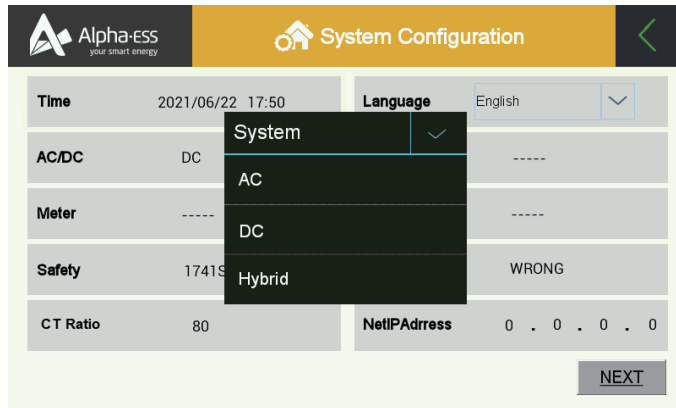 Alpha·ESS
your smart energy
System Configuration
Time 2021/06/22 17:50
Language English
System
AC/DC DC
-----
AC
Meter -----
-----
DC
Safety 1741S
WRONG
Hybrid
CT Ratio 80
NetIPAdrress 0 . 0 . 0 . 0
NEXT